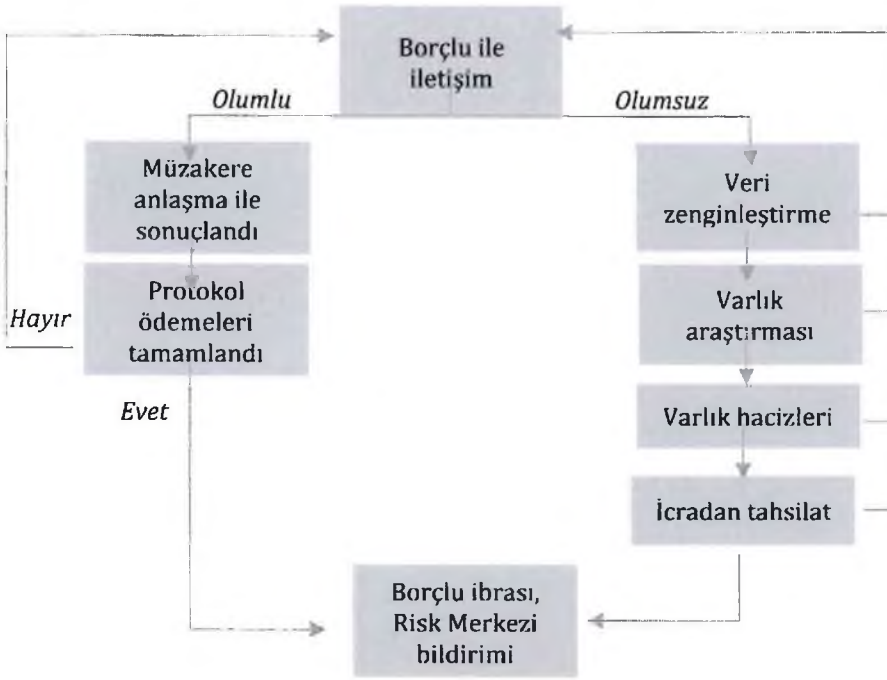 Borçlu ile
iletişim
Olumlu
Olumsuz
Müzakere
anlaşma ile
sonuçlandı
Veri
zenginleştirme
Protokol
ödemeleri
tamamlandı
Hayır
Varlık
araştırması
Evet
Varlık hacizleri
İcradan tahsilat
Borçlu ibrası,
Risk Merkezi
bildirimi